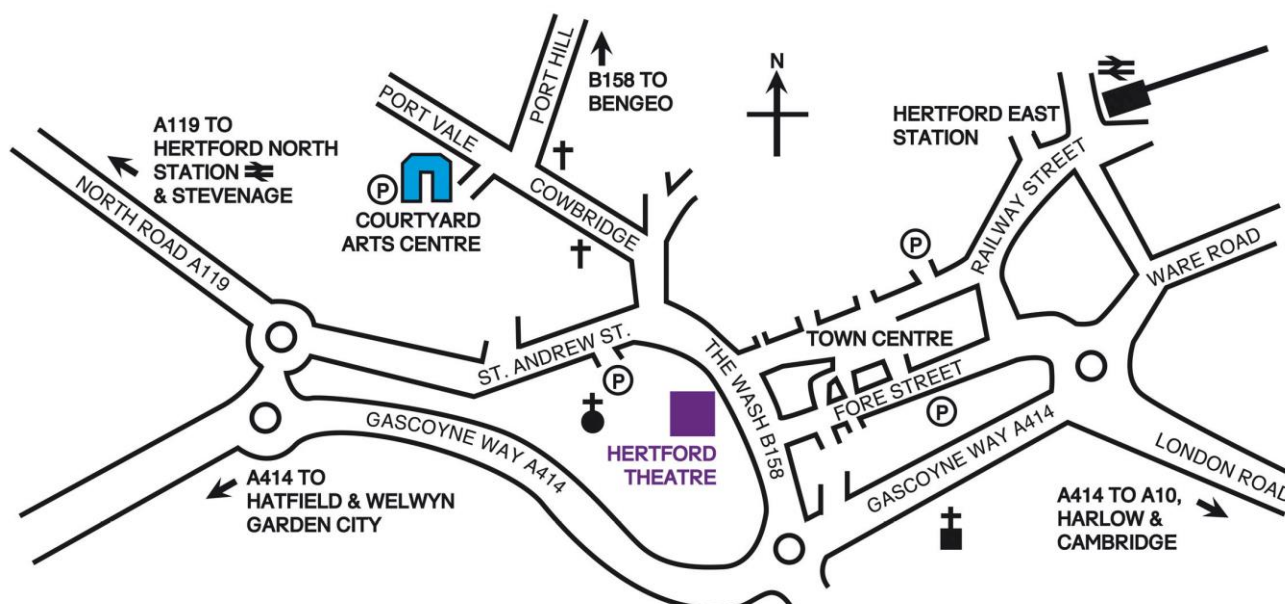 PORT HILL
B158 TO
BENGEO
N
PORT VALE
HERTFORD EAST
STATION
A119 TO
HERTFORD NORTH
STATION
& STEVENAGE
P
COURTYARD
ARTS CENTRE
COWBRIDGE
RAILWAY STREET
NORTH ROAD A119
P
WARE ROAD
ST. ANDREW ST.
P
THE WASH B158
TOWN CENTRE
FORE STREET
P
GASCOYNE WAY A414
HERTFORD
THEATRE
GASCOYNE WAY A414
LONDON ROAD
A414 TO
HATFIELD & WELWYN
GARDEN CITY
A414 TO A10,
HARLOW &
CAMBRIDGE